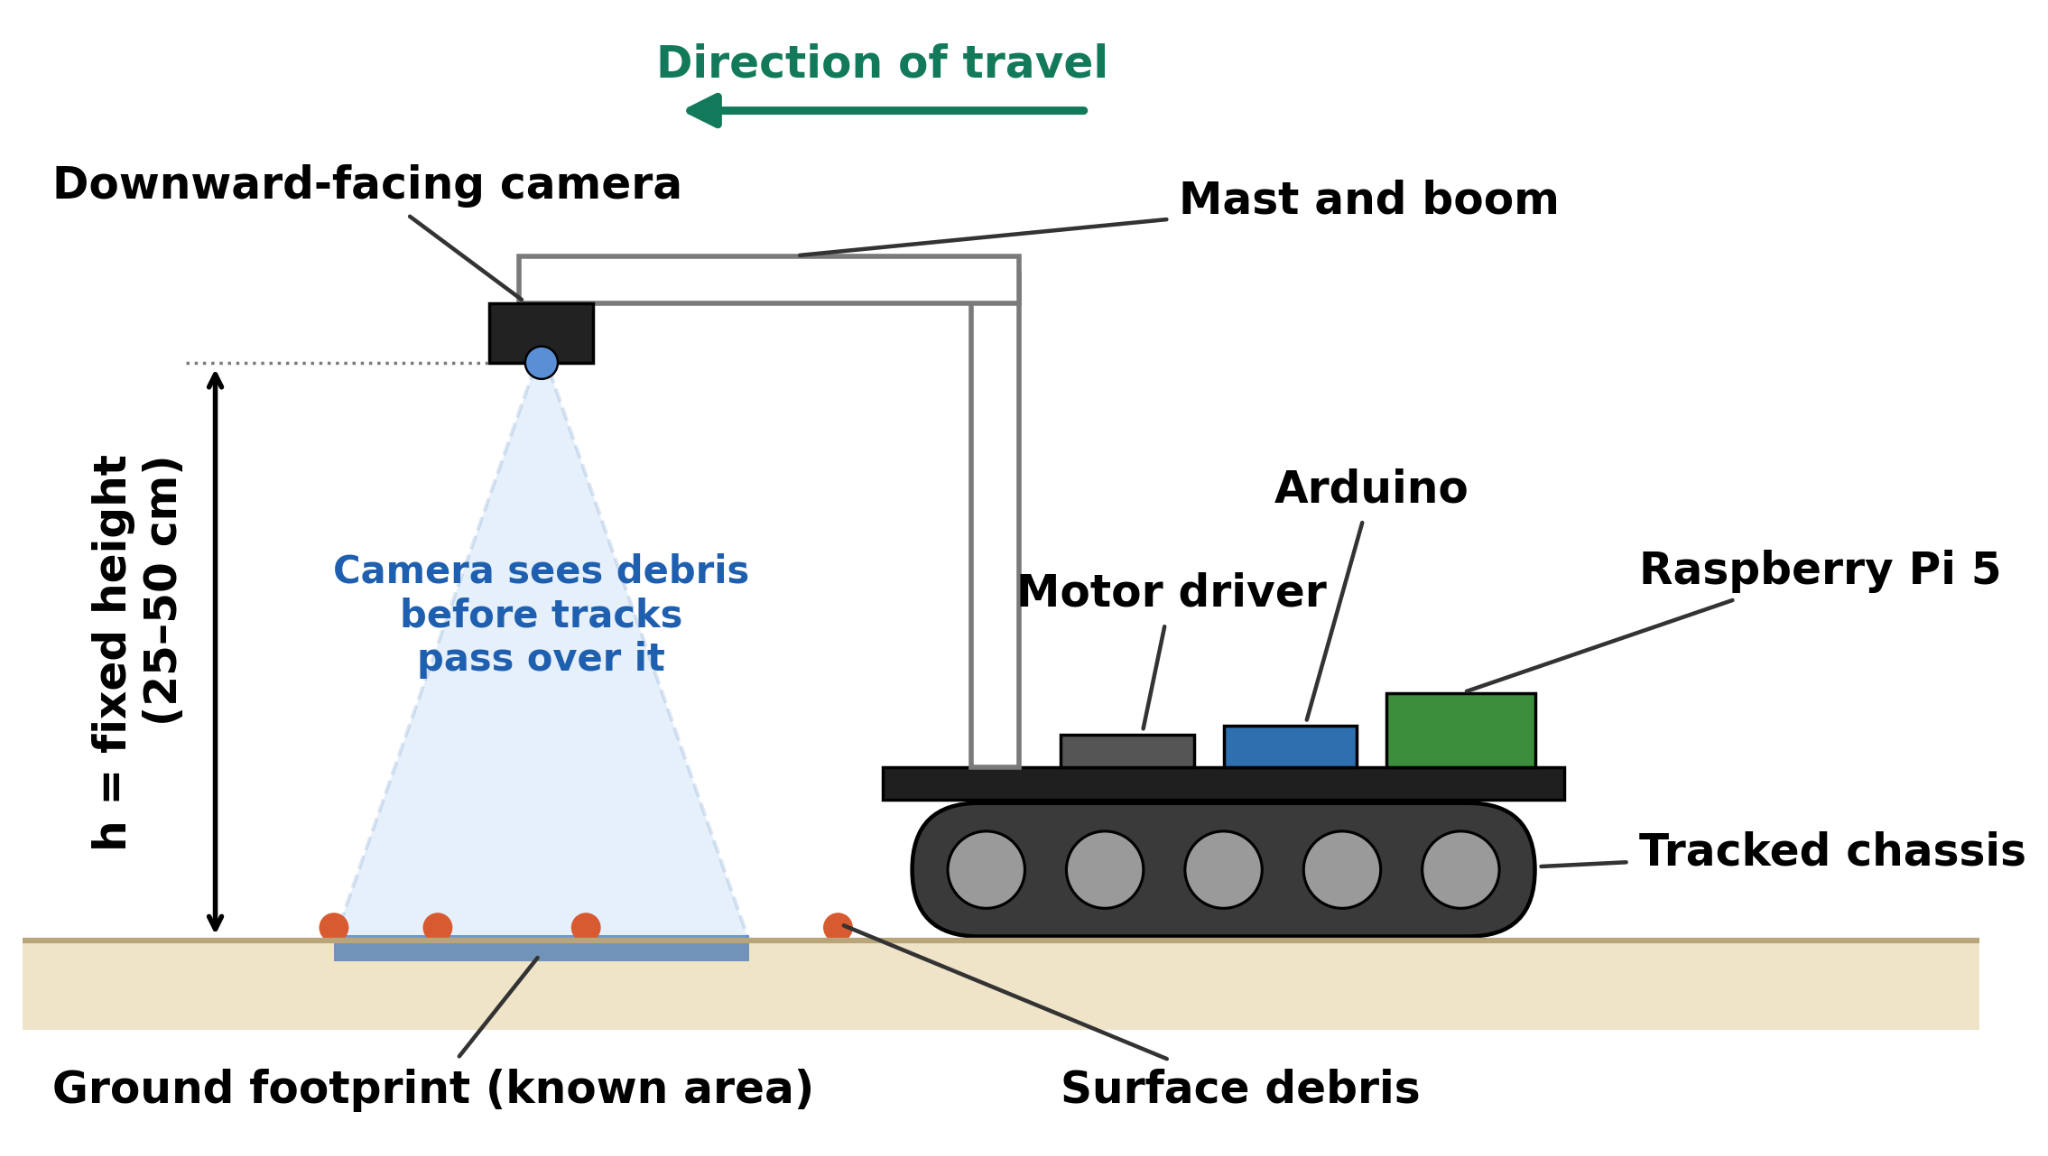 Direction of travel
Downward-facing camera
Mast and boom
h = fixed height
(25–50 cm)
Camera sees debris
before tracks
pass over it
Arduino
Motor driver
Raspberry Pi 5
Tracked chassis
Ground footprint (known area)
Surface debris